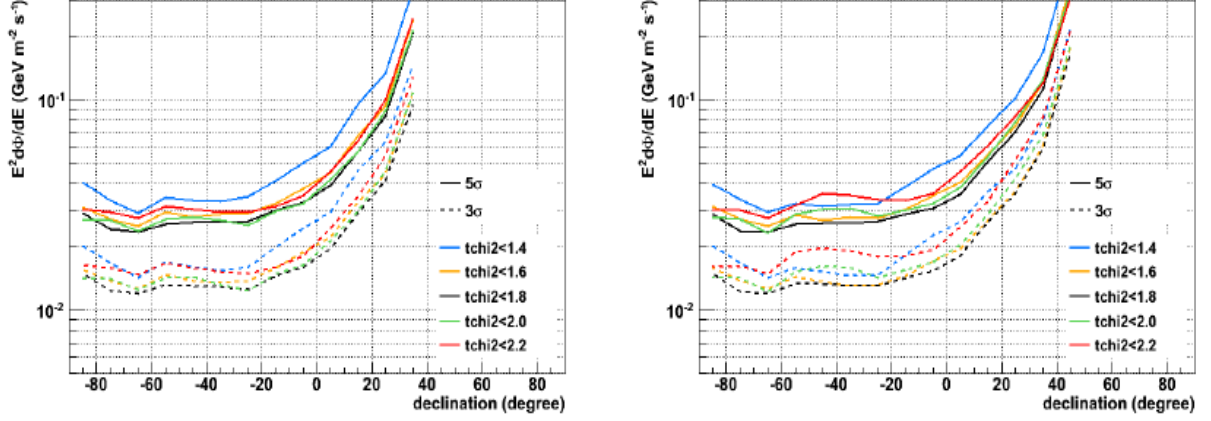 E²dΦ/dE (GeV m⁻² s⁻¹)
10⁻¹
10⁻²
5σ
3σ
tchi2<1.4
tchi2<1.6
tchi2<1.8
tchi2<2.0
tchi2<2.2
-80 -60 -40 -20 0 20 40 60 80
declination (degree)
E²dΦ/dE (GeV m⁻² s⁻¹)
10⁻¹
10⁻²
5σ
3σ
tchi2<1.4
tchi2<1.6
tchi2<1.8
tchi2<2.0
tchi2<2.2
-80 -60 -40 -20 0 20 40 60 80
declination (degree)